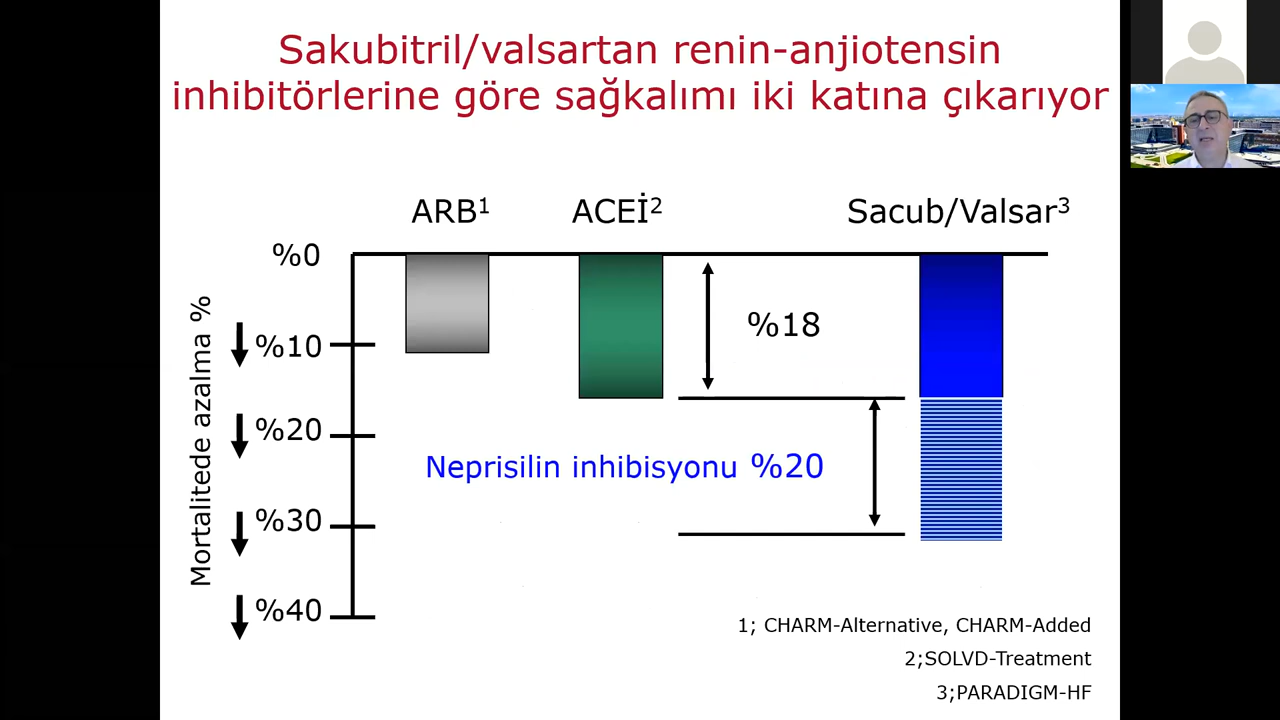 Sakubitril/valsartan renin-anjiotensin
inhibitörlerine göre sağkalımı iki katına çıkarıyor
ARB1
ACEİ2
Sacub/Valsar3
Mortalitede azalma %
%0
%10
%20
%30
%40
%18
Neprisilin inhibisyonu %20
1; CHARM-Alternative, CHARM-Added
2;SOLVD-Treatment
3;PARADIGM-HF